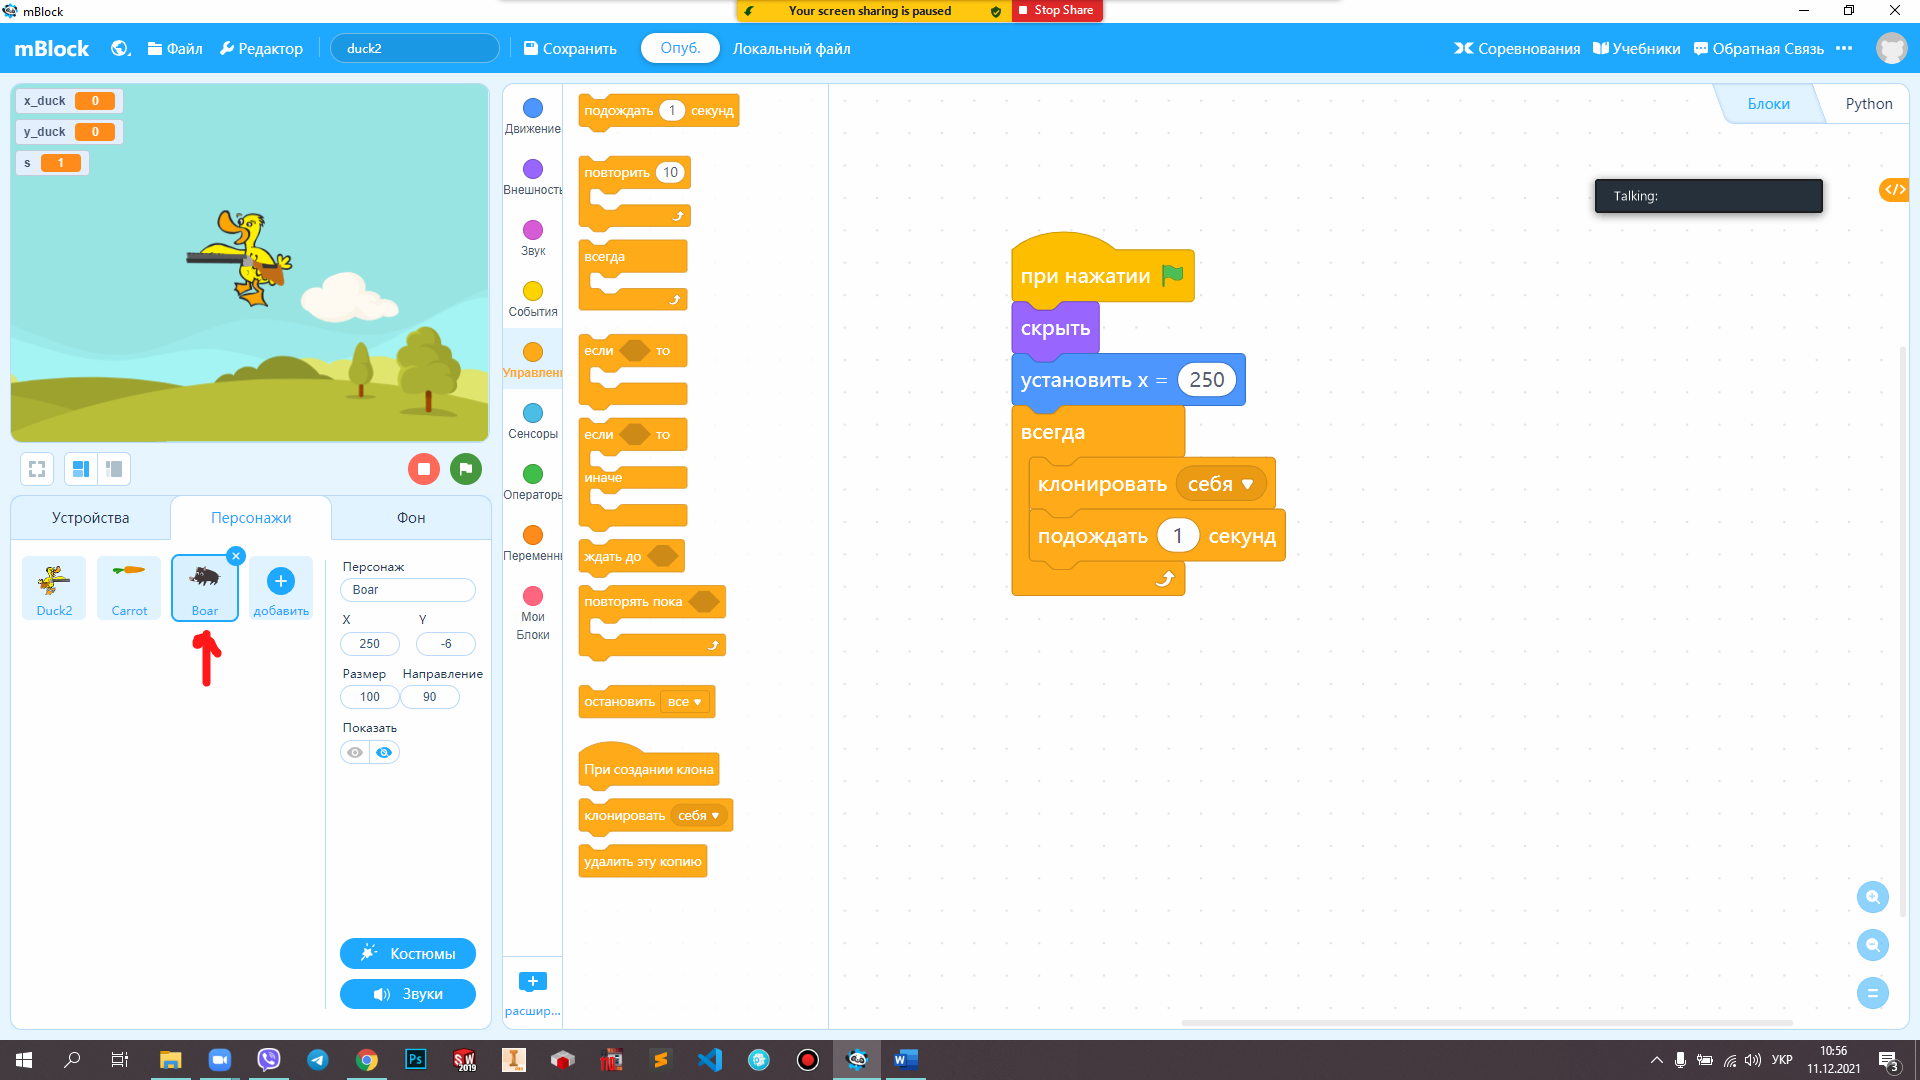 mBlock
Your screen sharing is paused
Stop Share
mBlock
Файл
Редактор
duck2
Сохранить
Опуб.
Локальный файл
Соревнования
Учебники
Обратная Связь
x_duck 0
y_duck 0
s 1
Устройства
Персонажи
Фон
Duck2
Carrot
Boar
добавить
Персонаж
Boar
X
Y
250
-6
Размер
Направление
100
90
Показать
Костюмы
Звуки
Движение
Внешность
Звук
События
Управлени
Сенсоры
Операторы
Переменны
Мои
Блоки
расшир...
подождать 1 секунд
повторить 10
всегда
если то
если то
иначе
ждать до
повторять пока
остановить все
При создании клона
клонировать себя
удалить эту копию
при нажатии
скрыть
установить x = 250
всегда
клонировать себя
подождать 1 секунд
Блоки
Python
Talking:
</>
Ps
SW
2019
УКР
10:56
11.12.2021
3